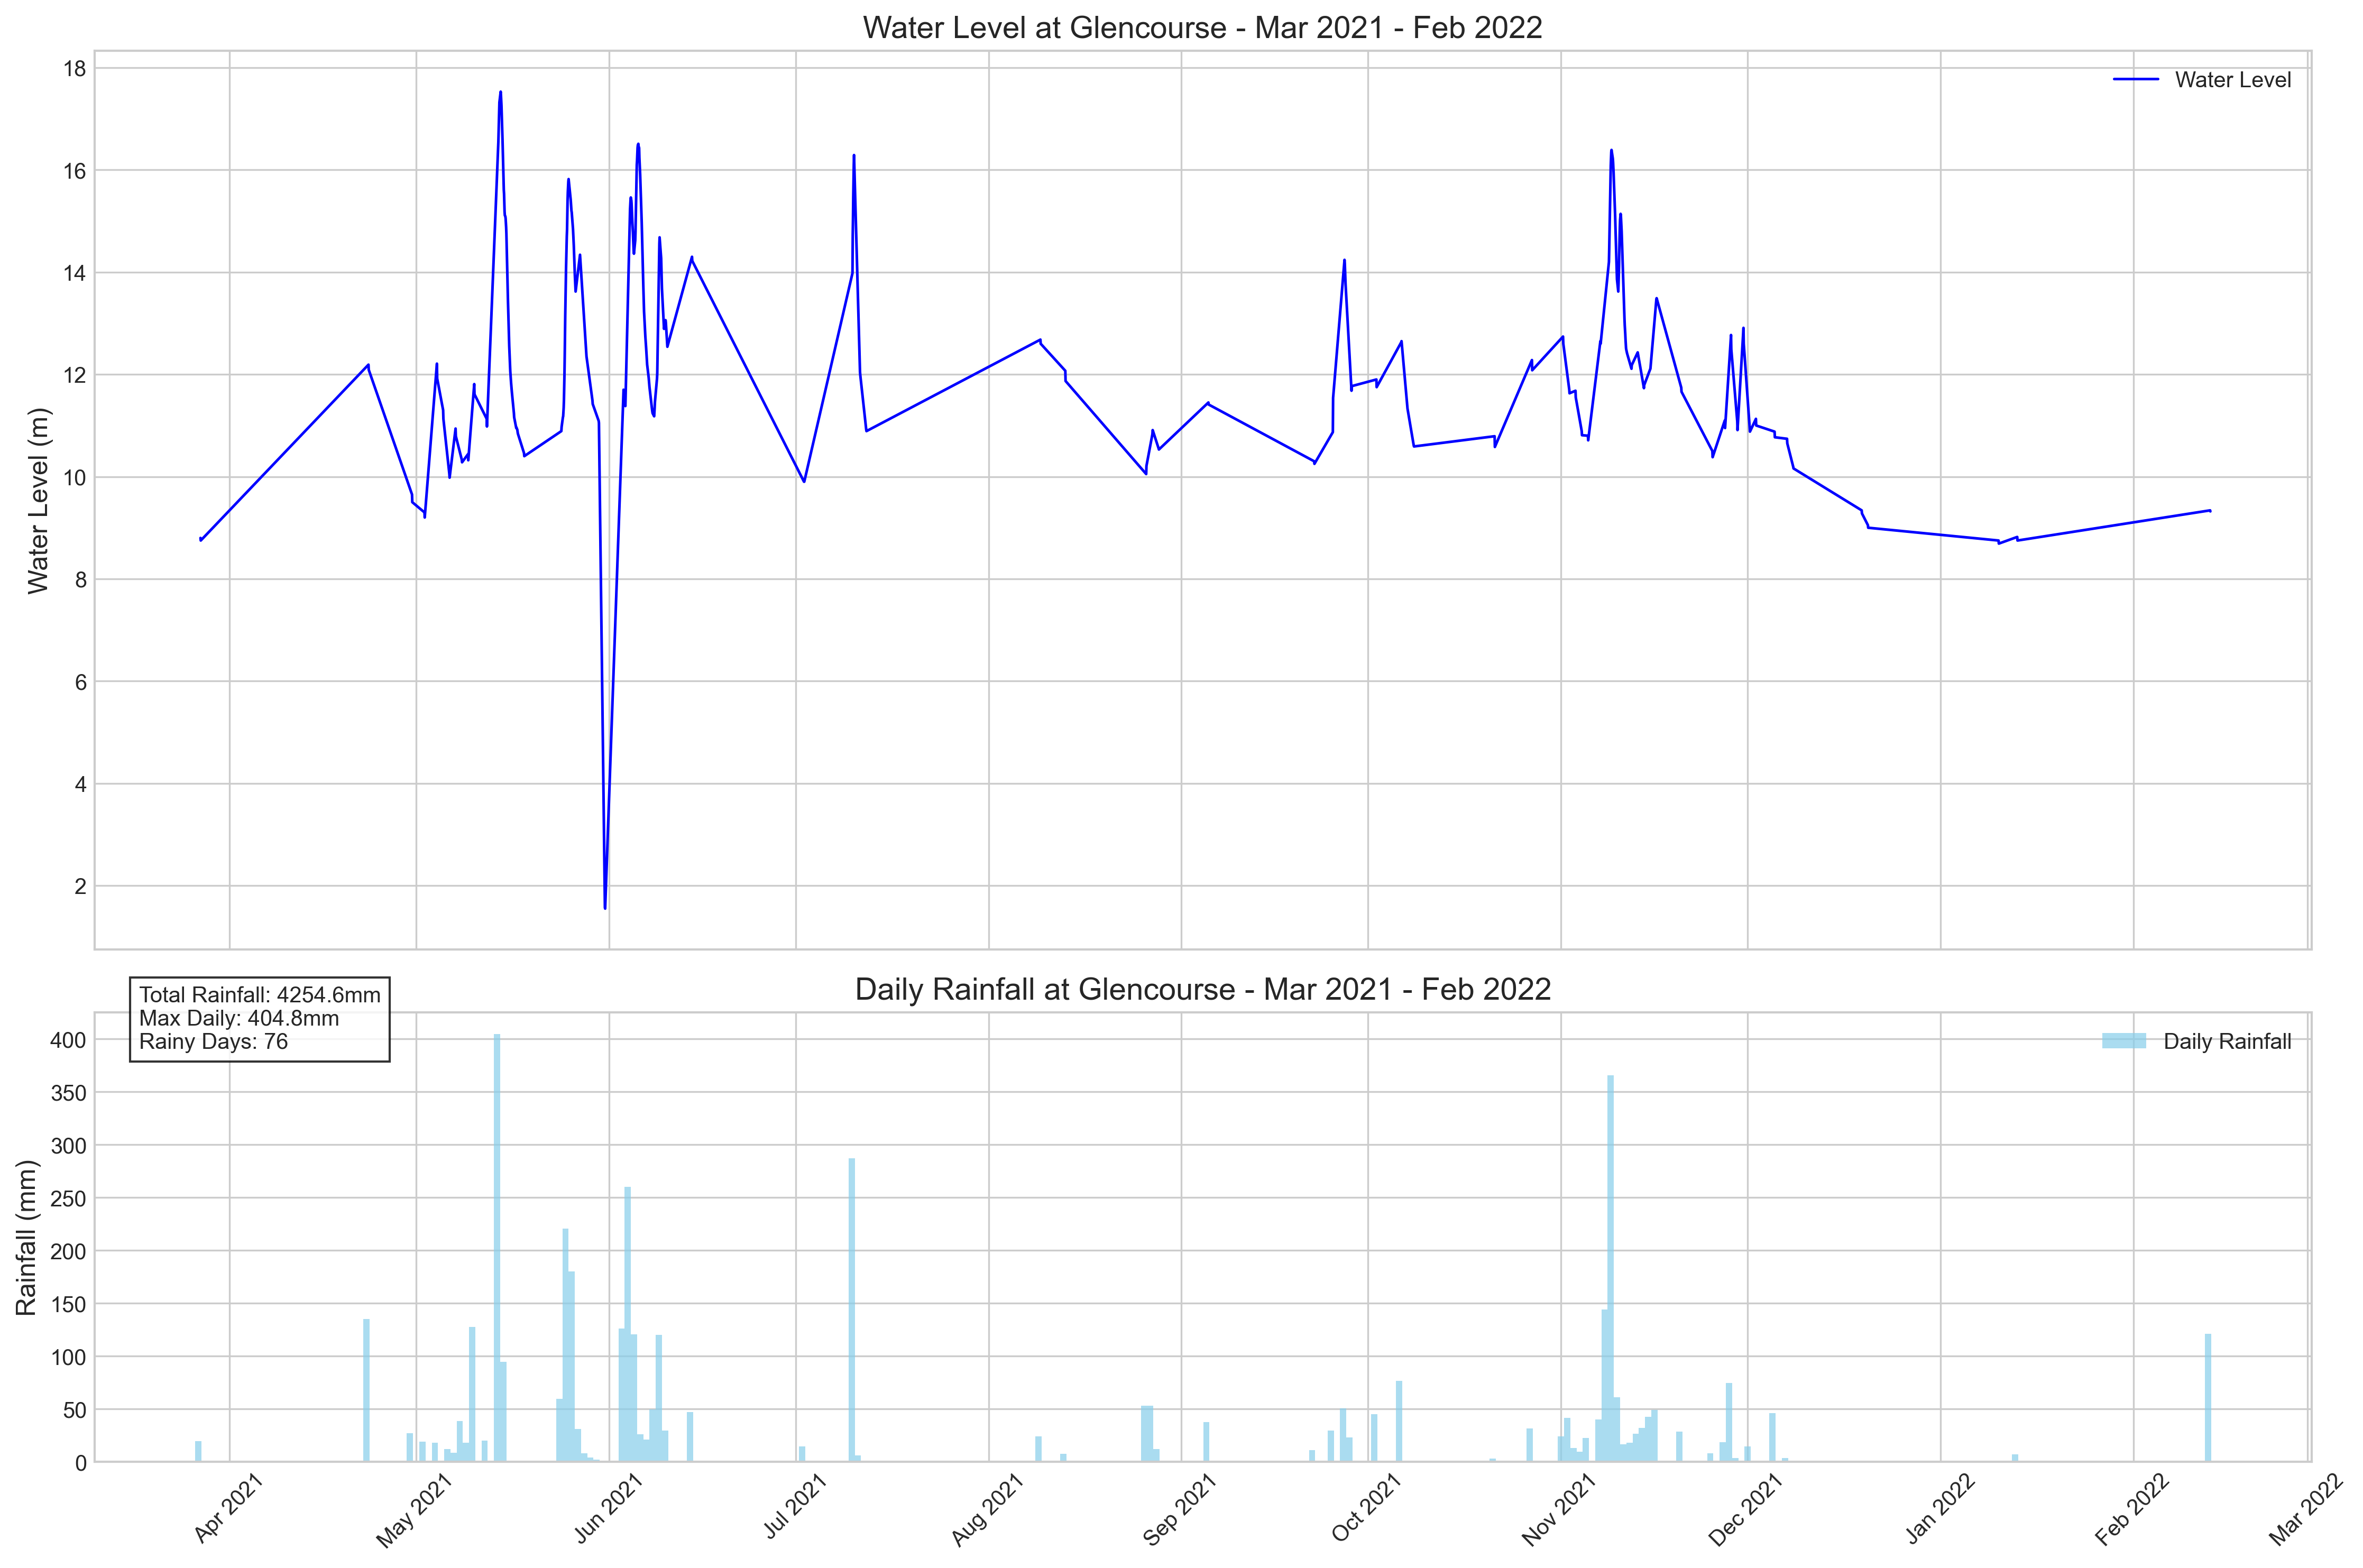 Water Level at Glencourse - Mar 2021 - Feb 2022
Water Level
Water Level (m)
18
16
14
12
10
8
6
4
2
Daily Rainfall at Glencourse - Mar 2021 - Feb 2022
Total Rainfall: 4254.6mm
Max Daily: 404.8mm
Rainy Days: 76
Daily Rainfall
Rainfall (mm)
400
350
300
250
200
150
100
50
0
Apr 2021
May 2021
Jun 2021
Jul 2021
Aug 2021
Sep 2021
Oct 2021
Nov 2021
Dec 2021
Jan 2022
Feb 2022
Mar 2022